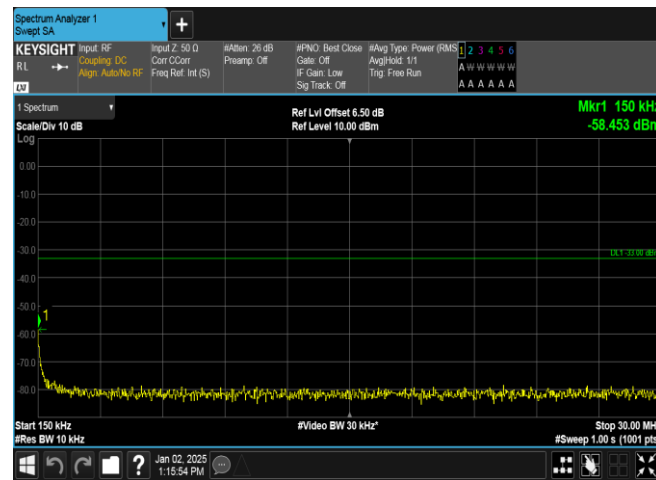 Spectrum Analyzer 1
Swept SA
+
KEYSIGHT Input: RF Input Z: 50 Ω #Atten: 26 dB #PNO: Best Close #Avg Type: Power (RMS 1 2 3 4 5 6
R L Coupling: DC Corr CCorr Preamp: Off Gate: Off Avg|Hold: 1/1 A W W W W W
Align: Auto/No RF Freq Ref: Int (S) IF Gain: Low Trig: Free Run
LXI Sig Track: Off A A A A A A
1 Spectrum Ref Lvl Offset 6.50 dB Mkr1 150 kHz
Scale/Div 10 dB Ref Level 10.00 dBm -58.453 dBm
Log
0.00
-10.0
-20.0
-30.0
DL1 -33.00 dBm
-40.0
-50.0
1
-60.0
-70.0
-80.0
Start 150 kHz #Video BW 30 kHz* Stop 30.00 MH
#Res BW 10 kHz #Sweep 1.00 s (1001 pts
? Jan 02, 2025
1:15:54 PM